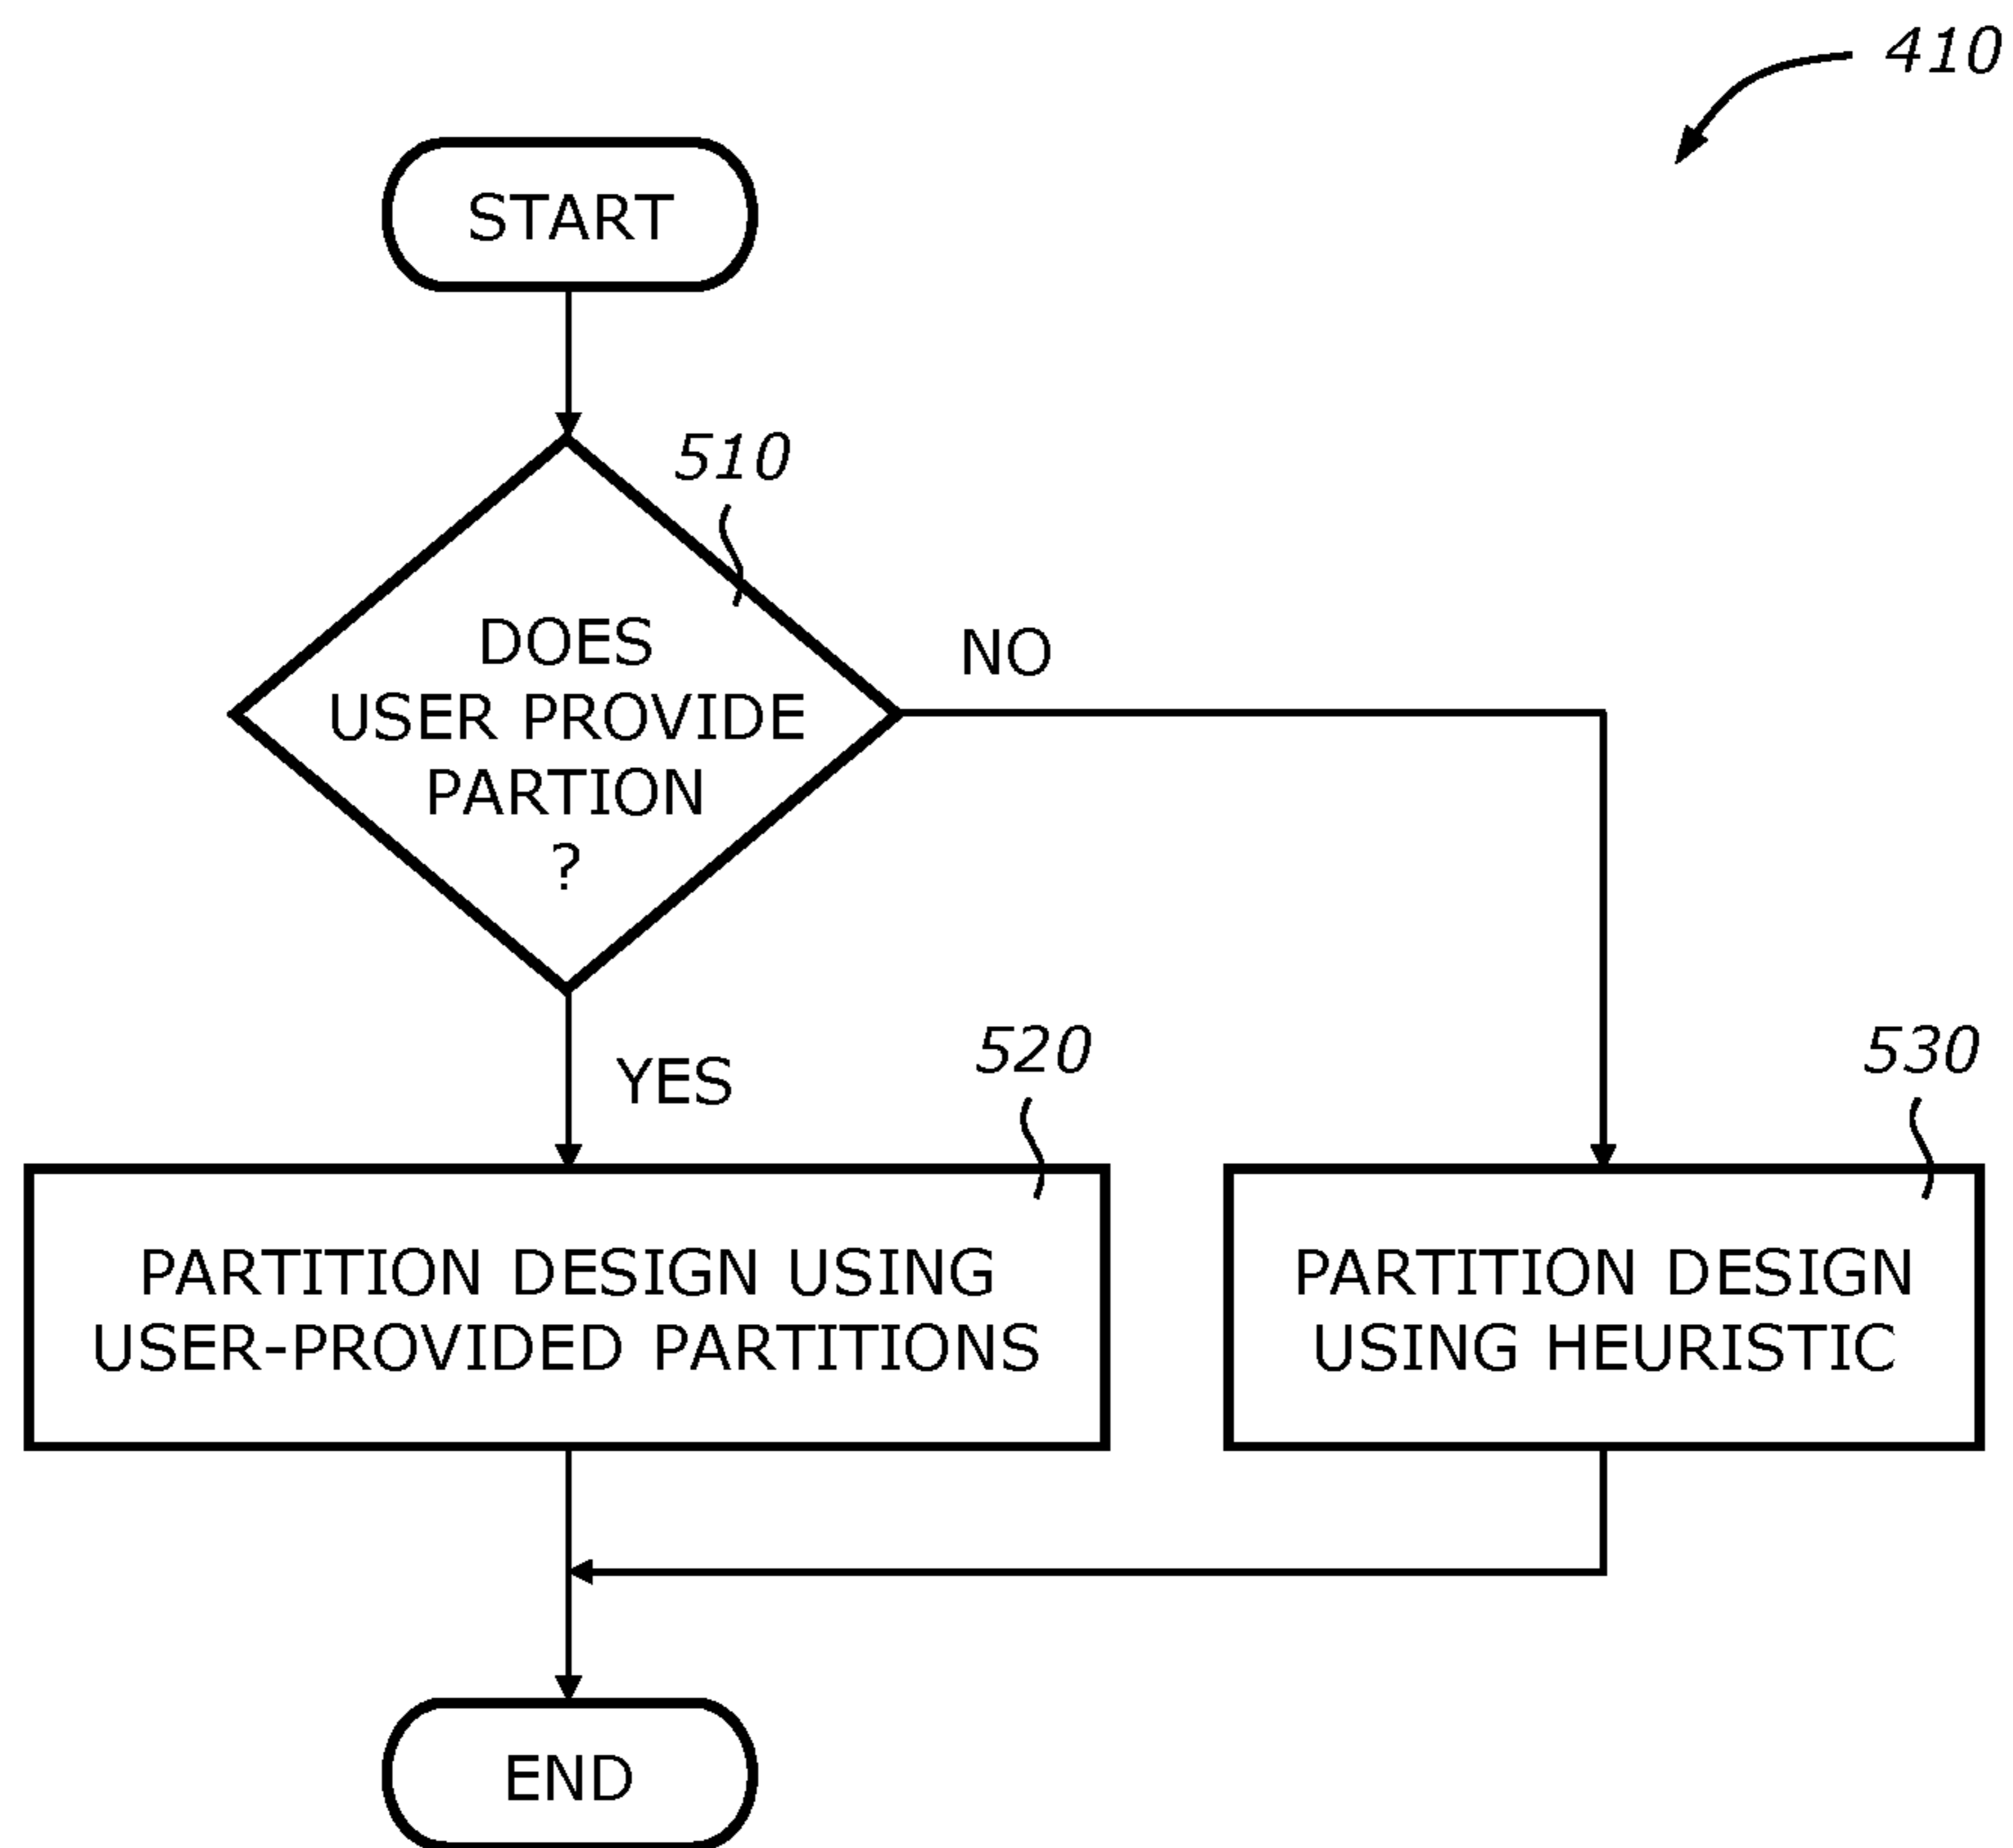 410
START
510
DOES
USER PROVIDE
PARTION
?
NO
YES
520
530
PARTITION DESIGN USING
USER-PROVIDED PARTITIONS
PARTITION DESIGN
USING HEURISTIC
END